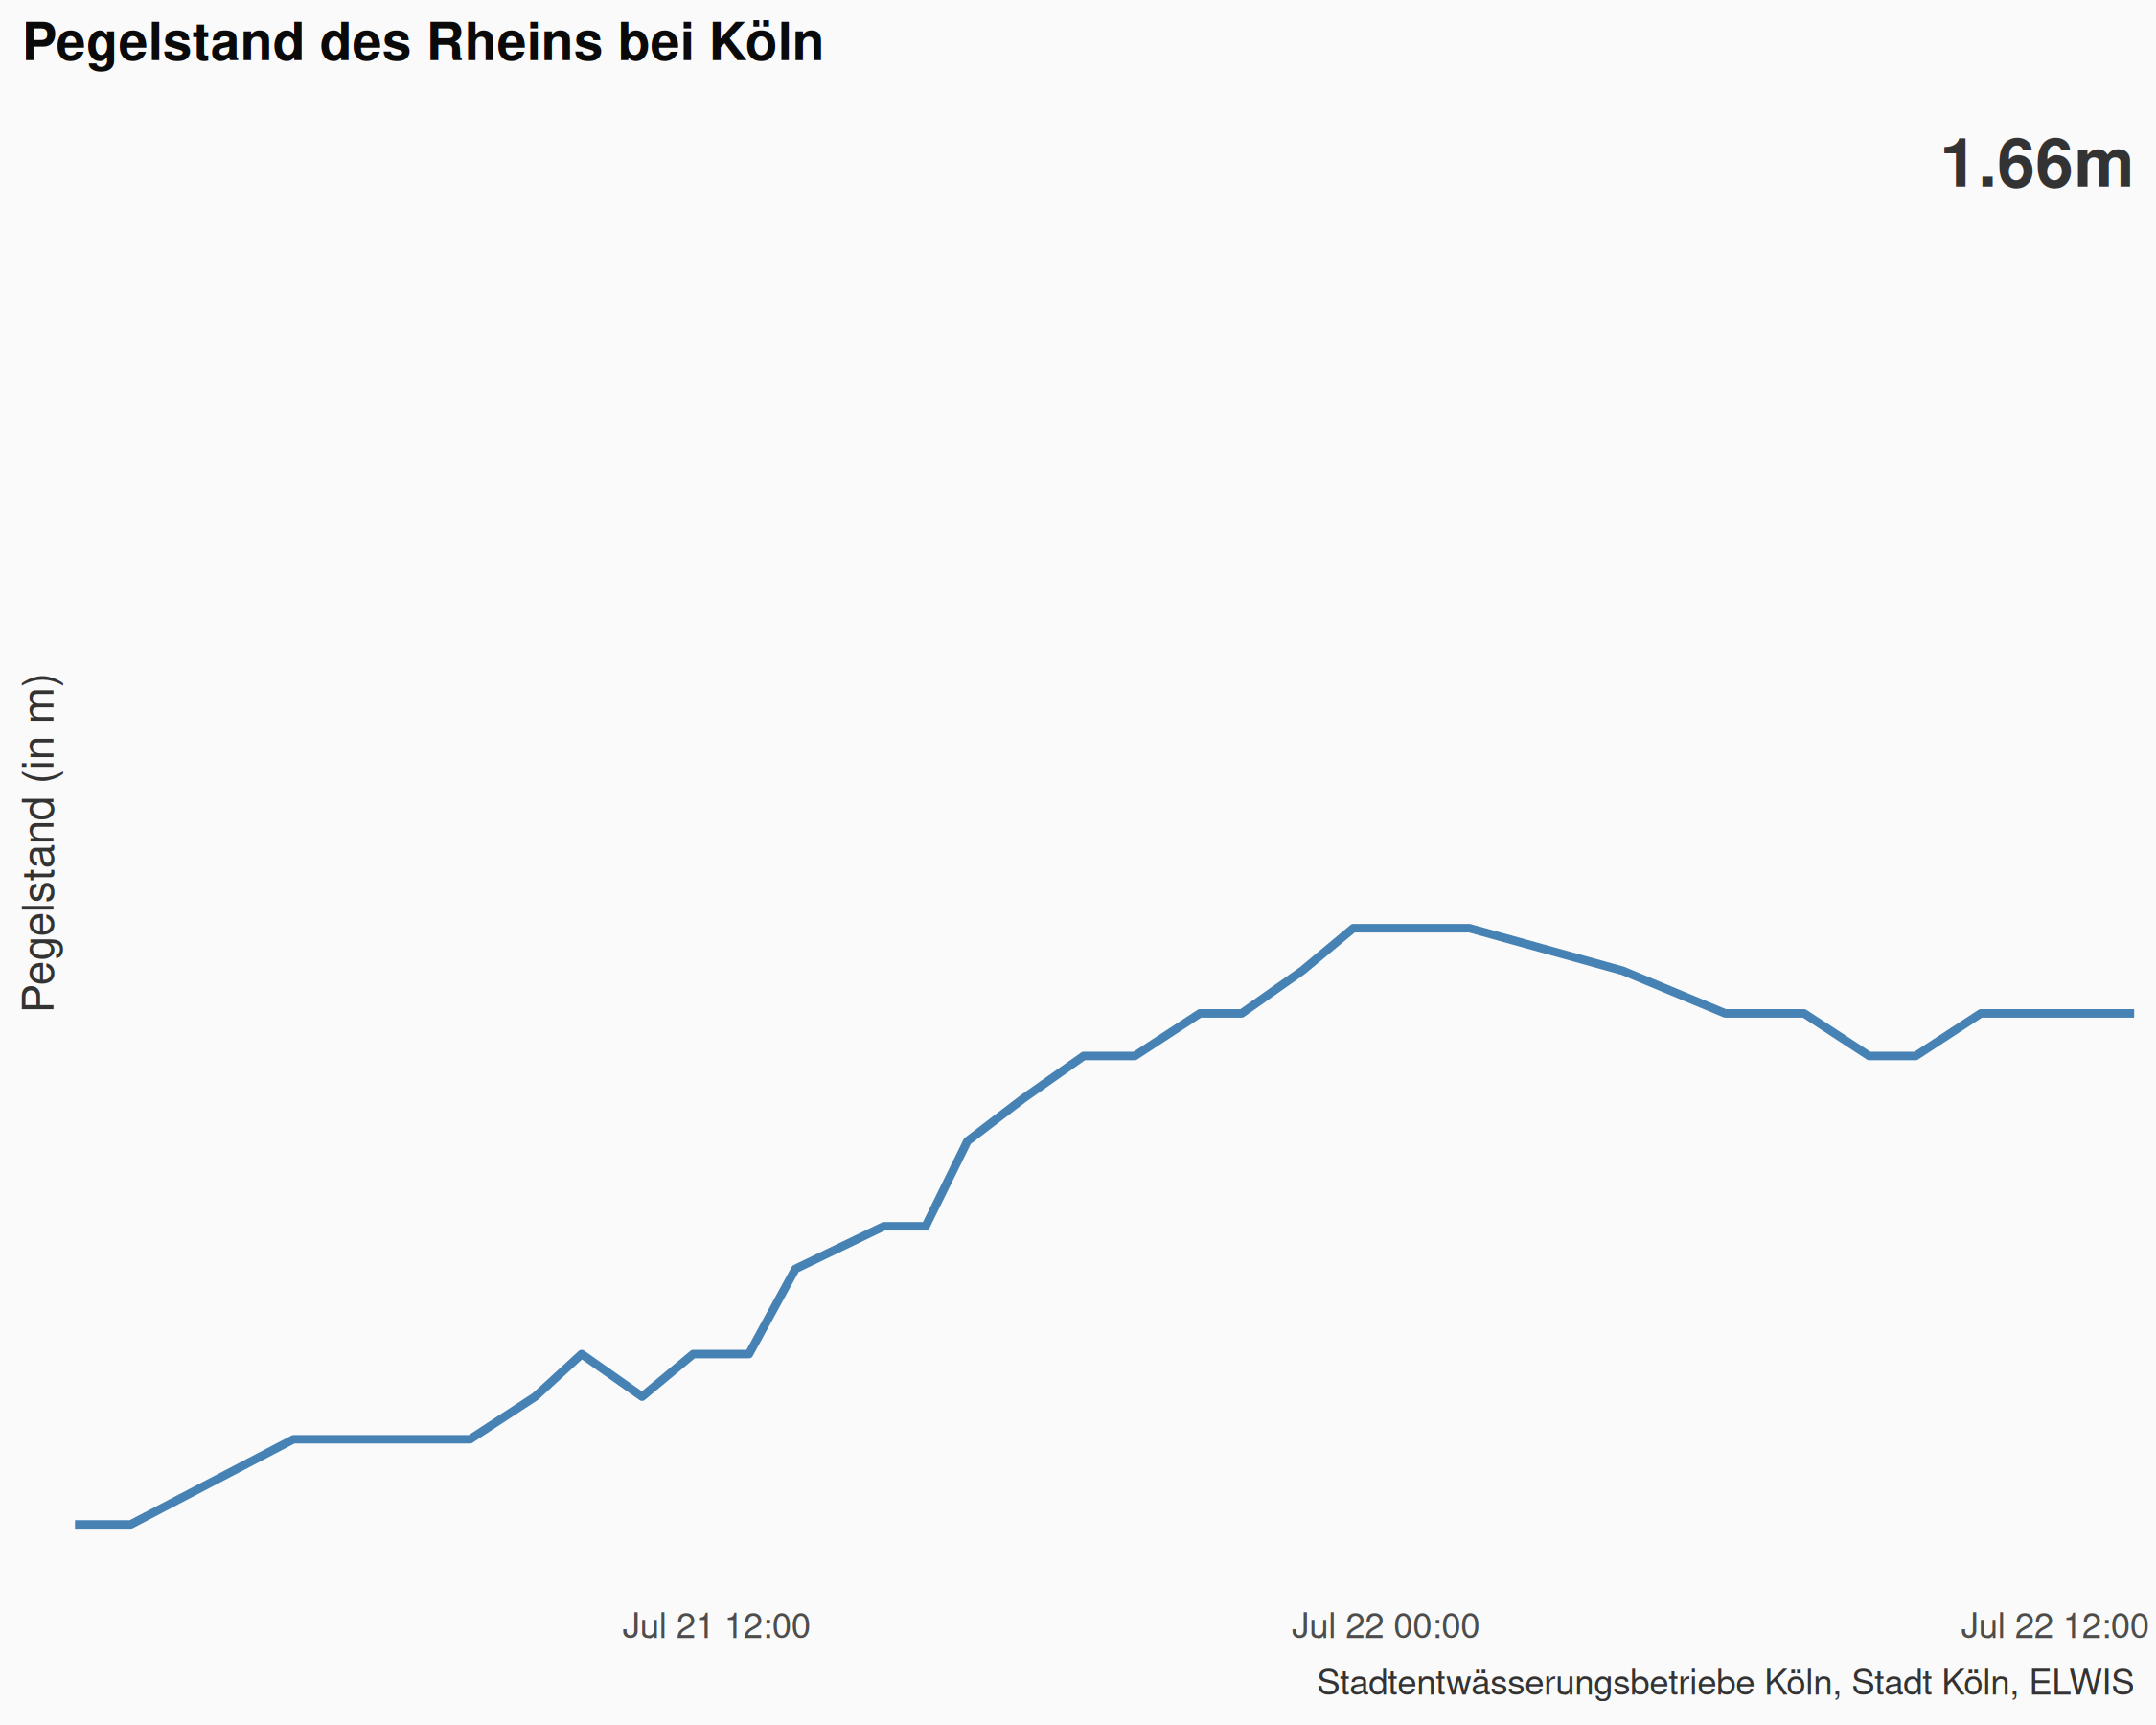 Pegelstand des Rheins bei Köln
1.66m
Pegelstand (in m)
Jul 21 12:00
Jul 22 00:00
Jul 22 12:00
Stadtentwässerungsbetriebe Köln, Stadt Köln, ELWIS